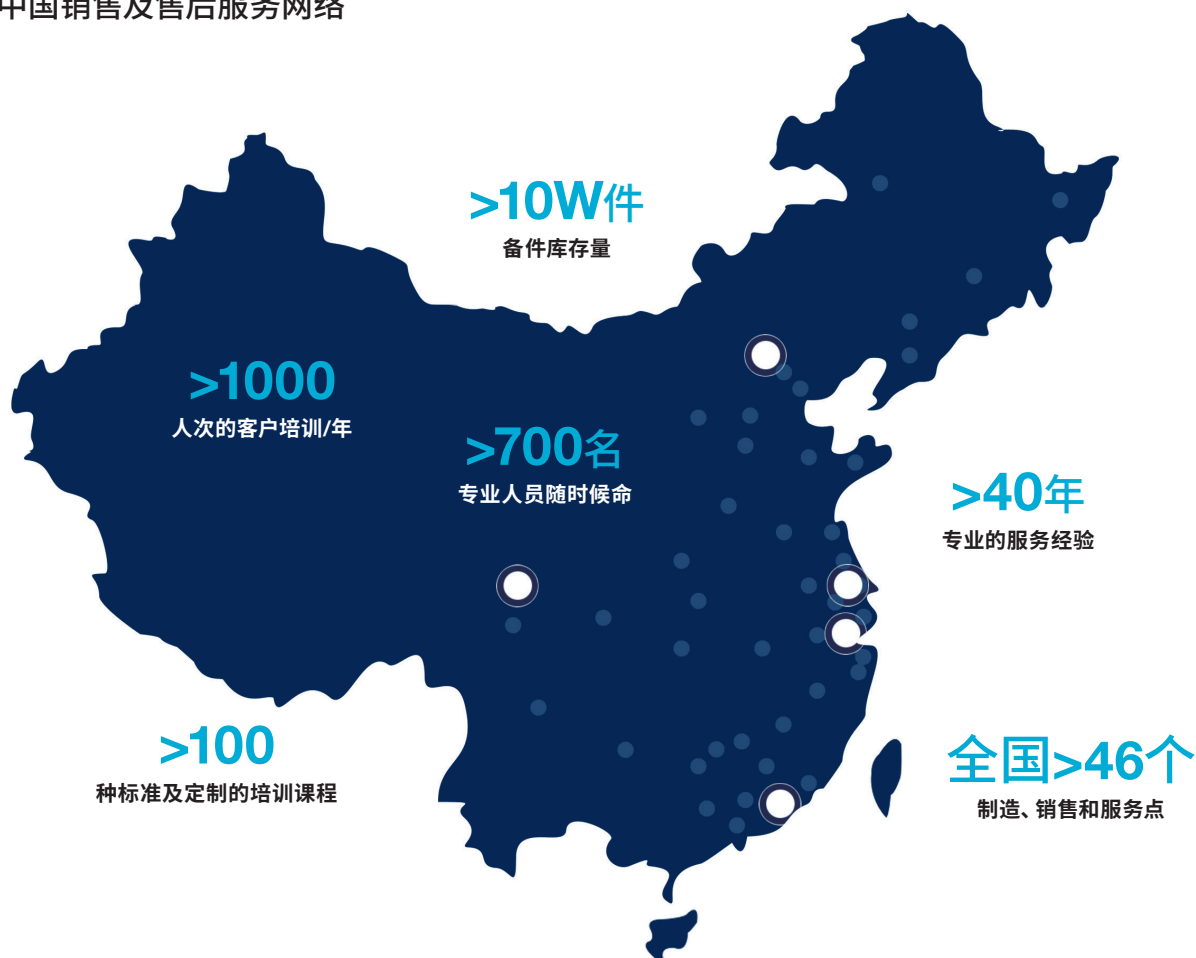 中国销售及售后服务网络
>10W件
备件库存量
>1000
人次的客户培训/年
>700名
专业人员随时候命
>40年
专业的服务经验
>100
种标准及定制的培训课程
全国>46个
制造、销售和服务点